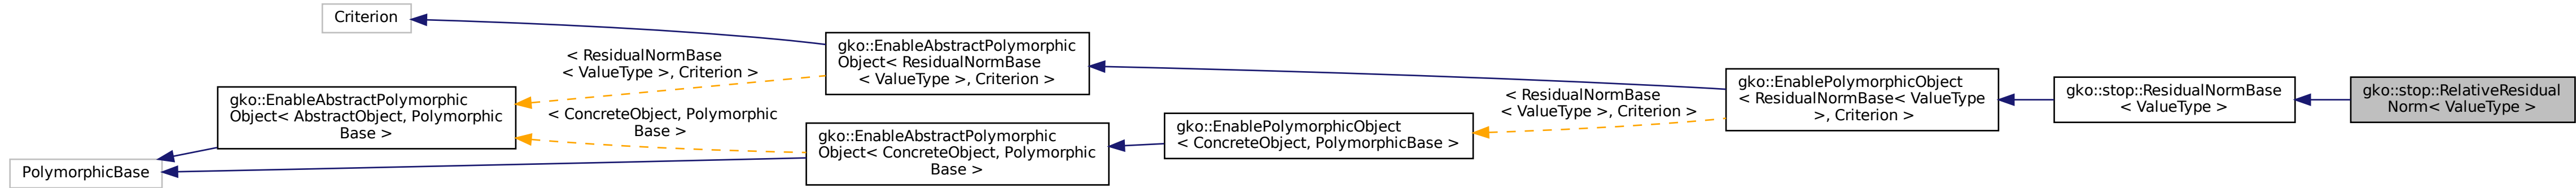 Criterion
gko::EnableAbstractPolymorphic
Object< ResidualNormBase
< ValueType >, Criterion >
< ResidualNormBase
< ValueType >, Criterion >
gko::EnableAbstractPolymorphic
Object< AbstractObject, Polymorphic
Base >
< ConcreteObject, Polymorphic
Base >
PolymorphicBase
gko::EnableAbstractPolymorphic
Object< ConcreteObject, Polymorphic
Base >
gko::EnablePolymorphicObject
< ConcreteObject, PolymorphicBase >
< ResidualNormBase
< ValueType >, Criterion >
gko::EnablePolymorphicObject
< ResidualNormBase< ValueType
>, Criterion >
gko::stop::ResidualNormBase
< ValueType >
gko::stop::RelativeResidual
Norm< ValueType >